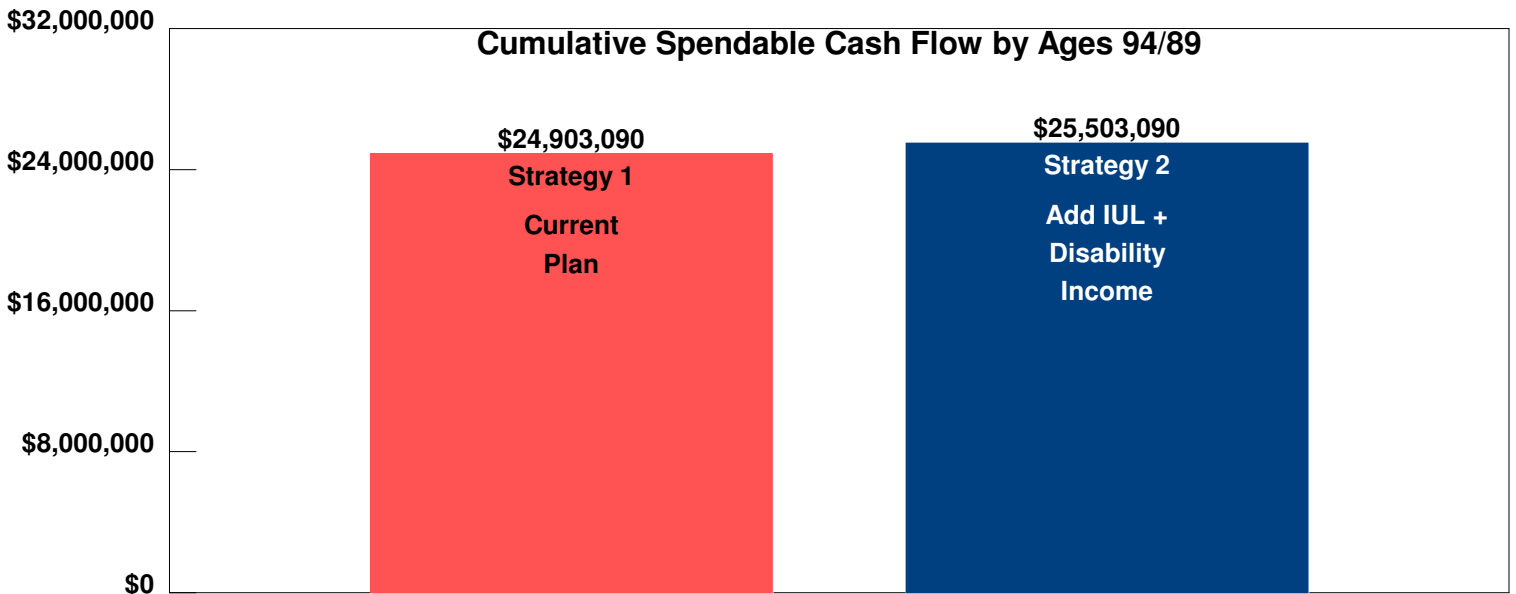 Cumulative Spendable Cash Flow by Ages 94/89
$32,000,000
$24,000,000
$16,000,000
$8,000,000
$0
$24,903,090
Strategy 1
Current
Plan
$25,503,090
Strategy 2
Add IUL +
Disability
Income